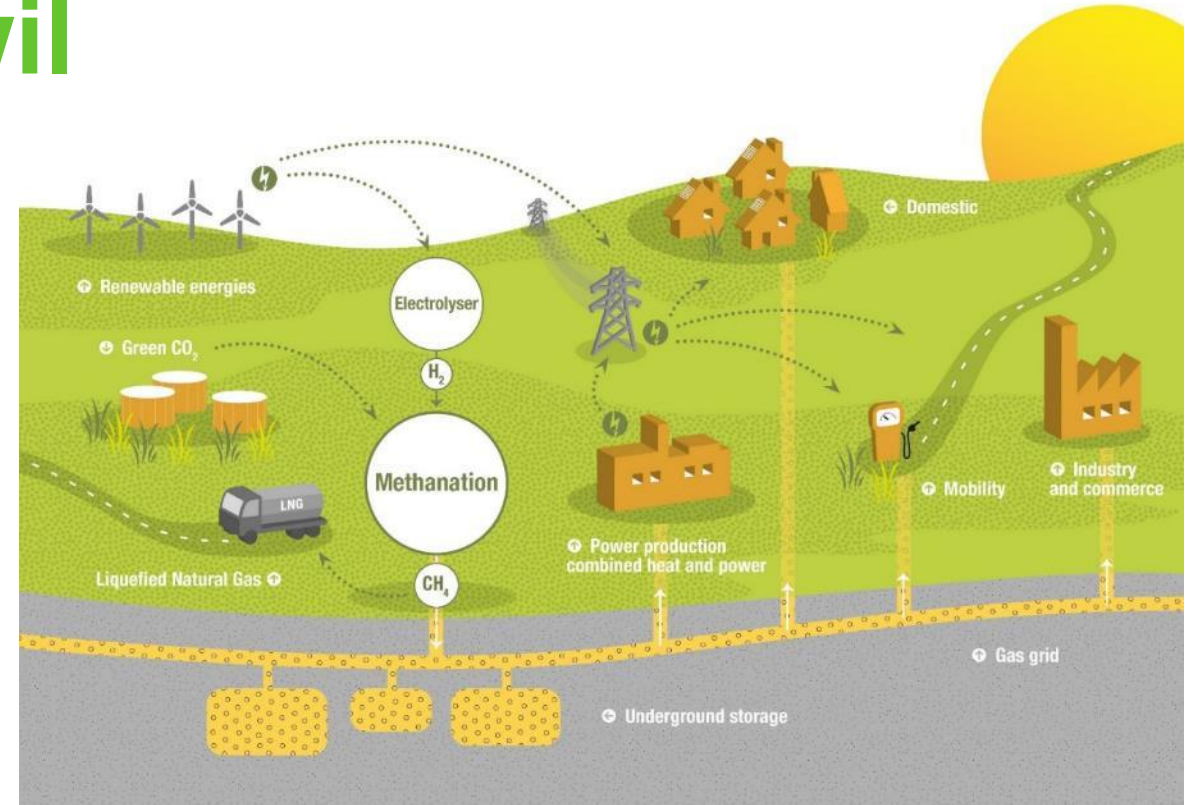 vil
Renewable energies
Green CO₂
Electrolyser
H₂
Methanation
CH₄
LNG
Liquefied Natural Gas
Domestic
Power production
combined heat and power
Mobility
Industry
and commerce
Gas grid
Underground storage